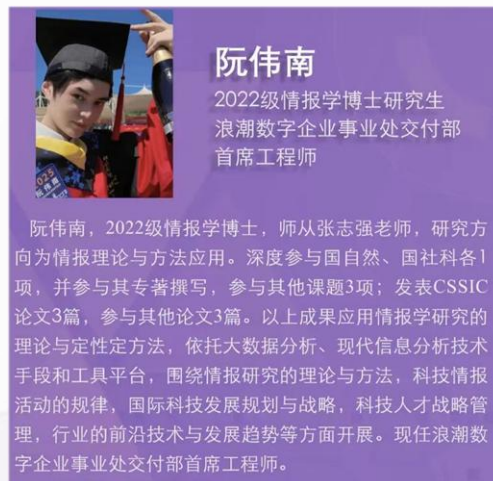 阮伟南
2022级情报学博士研究生
浪潮数字企业事业处交付部
首席工程师
2025
阮伟南，2022级情报学博士，师从张志强老师，研究方
向为情报理论与方法应用。深度参与国自然、国社科各1
项，并参与其专著撰写，参与其他课题3项；发表CSSIC
论文3篇，参与其他论文3篇。以上成果应用情报学研究的
理论与定性定方法，依托大数据分析、现代信息分析技术
手段和工具平台，围绕情报研究的理论与方法，科技情报
活动的规律，国际科技发展规划与战略，科技人才战略管
理，行业的前沿技术与发展趋势等方面开展。现任浪潮数
字企业事业处交付部首席工程师。